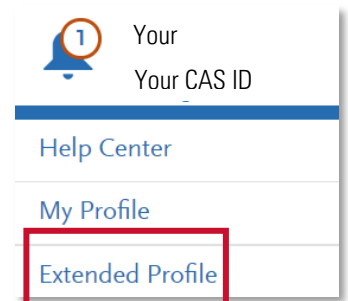 1
Your
Your CAS ID
Help Center
My Profile
Extended Profile